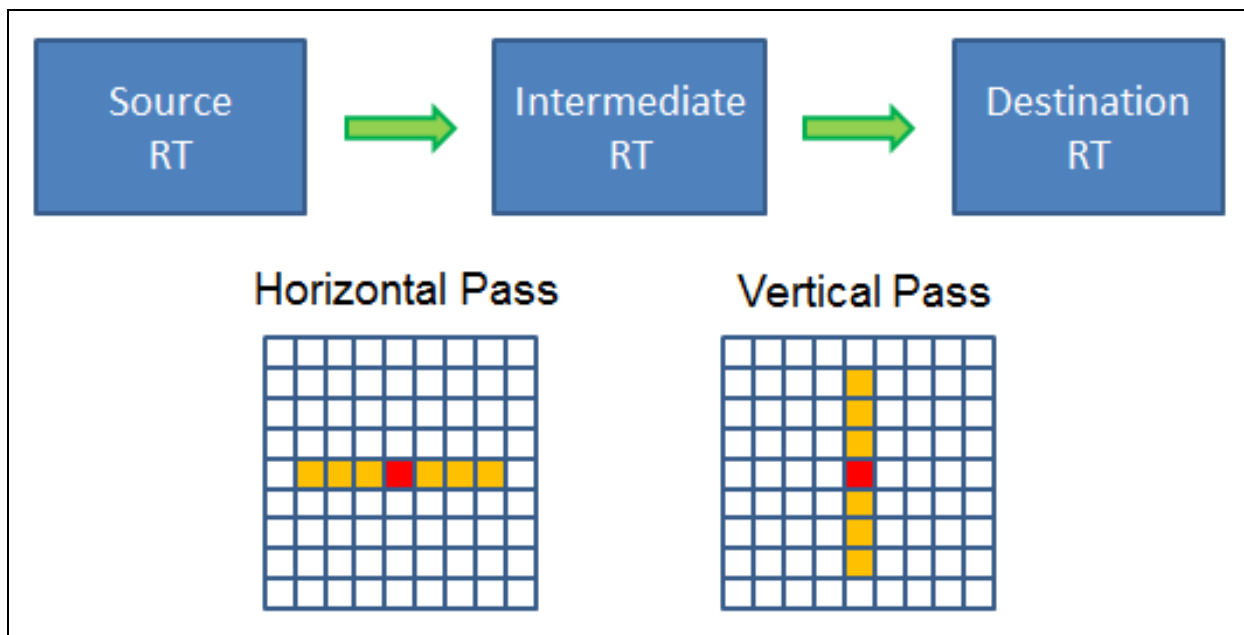 Source
RT
Intermediate
RT
Destination
RT
Horizontal Pass
Vertical Pass